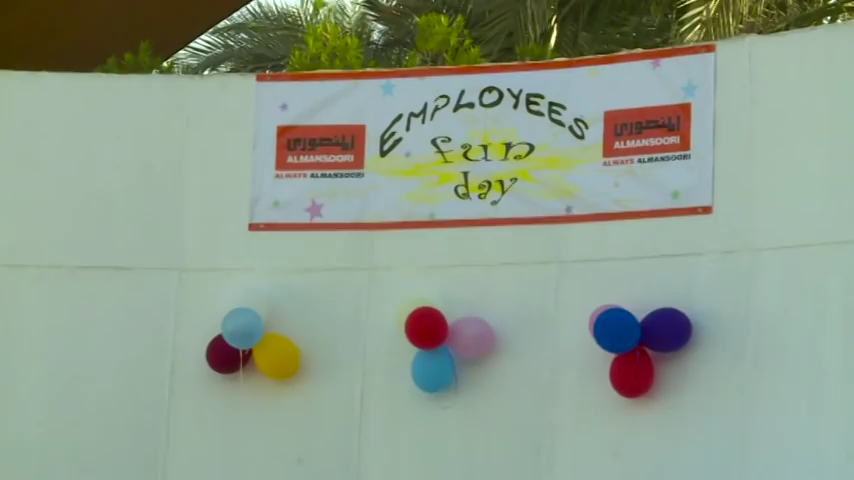 EMPLOYEES
fun
day
المنصوري
ALMANSOORI
ALWAYS ALMANSOORI
المنصوري
ALMANSOORI
ALWAYS ALMANSOORI